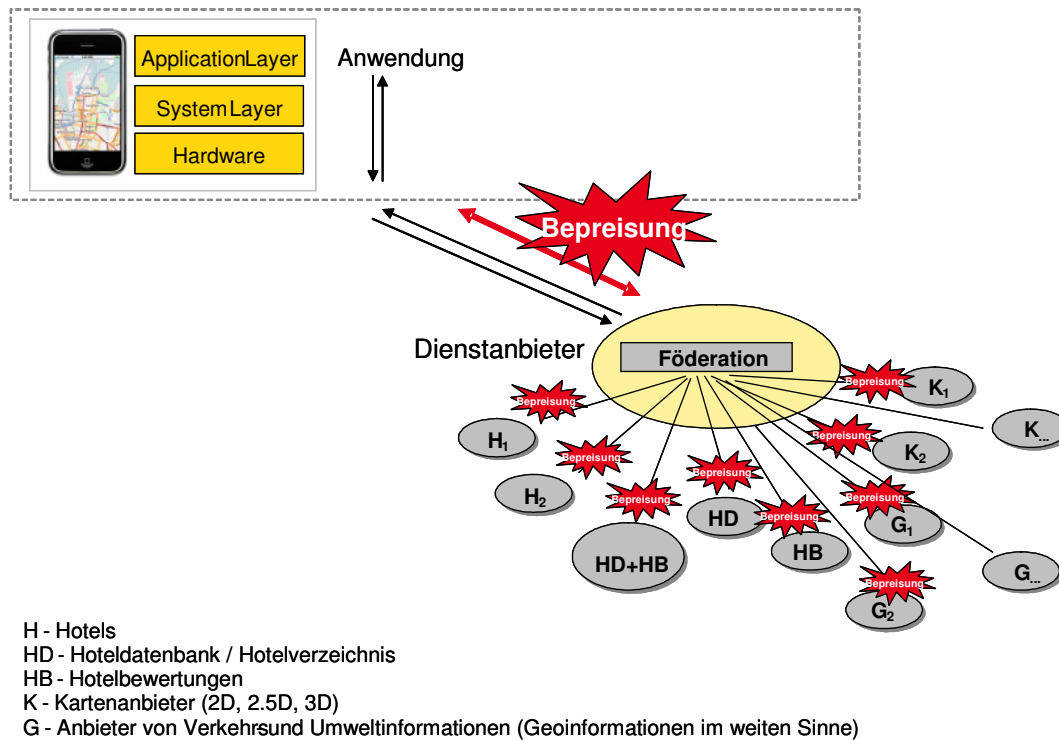 ApplicationLayer
Anwendung
System Layer
Hardware
Bepreisung
Dienstanbieter
Föderation
Bepreisung
K1
Bepreisung
H1
Bepreisung
K...
K2
Bepreisung
H2
Bepreisung
Bepreisung
Bepreisung
HD
Bepreisung
G1
HB
HD+HB
G...
Bepreisung
G2
H - Hotels
HD - Hoteldatenbank / Hotelverzeichnis
HB - Hotelbewertungen
K - Kartenanbieter (2D, 2.5D, 3D)
G - Anbieter von Verkehrsund Umweltinformationen (Geoinformationen im weiten Sinne)